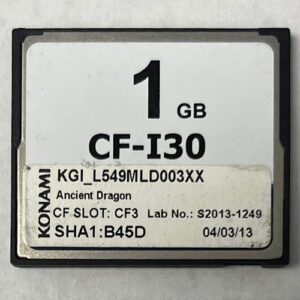 1 GB
CF-I30
KONAMI
KGI_L549MLD003XX
Ancient Dragon
CF SLOT: CF3 Lab No.: S2013-1249
SHA1:B45D 04/03/13